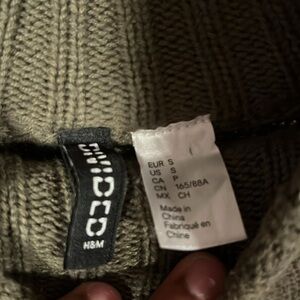 DIVIDED
H&M
EUR S
US S
CA P
CN 165/88A
MX CH
Made in
China
Fabriqué en
Chine